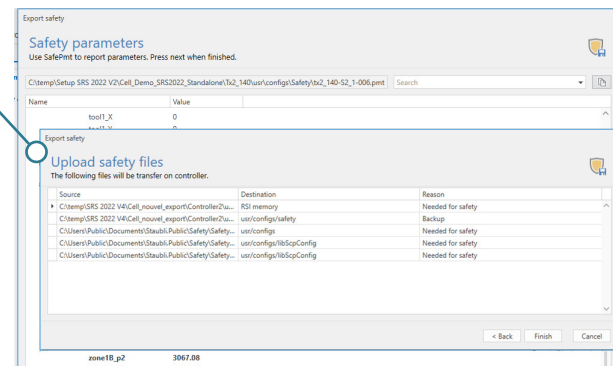 Export safety
Safety parameters
Use SafePmt to report parameters. Press next when finished.
C:\temp\Setup SRS 2022 V2\Cell_Demo_SRS2022_Standalone\Tx2_140\usr\configs\Safety\tx2_140-S2_1-006.pmt Search
Name Value
tool1_X 0
tool1_Y 0
Export safety
Upload safety files
The following files will be transfer on controller.
Source Destination Reason
C:\temp\SRS 2022 V4\Cell_nouvel_export\Controller2\u... RSI memory Needed for safety
C:\temp\SRS 2022 V4\Cell_nouvel_export\Controller2\u... usr/configs/safety Backup
C:\Users\Public\Documents\Staubli.Public\Safety\Safety... usr/configs Needed for safety
C:\Users\Public\Documents\Staubli.Public\Safety\Safety... usr/configs/libScpConfig Needed for safety
C:\Users\Public\Documents\Staubli.Public\Safety\Safety... usr/configs/libScpConfig Needed for safety
< Back Finish Cancel
zone1B_p2 3067.08